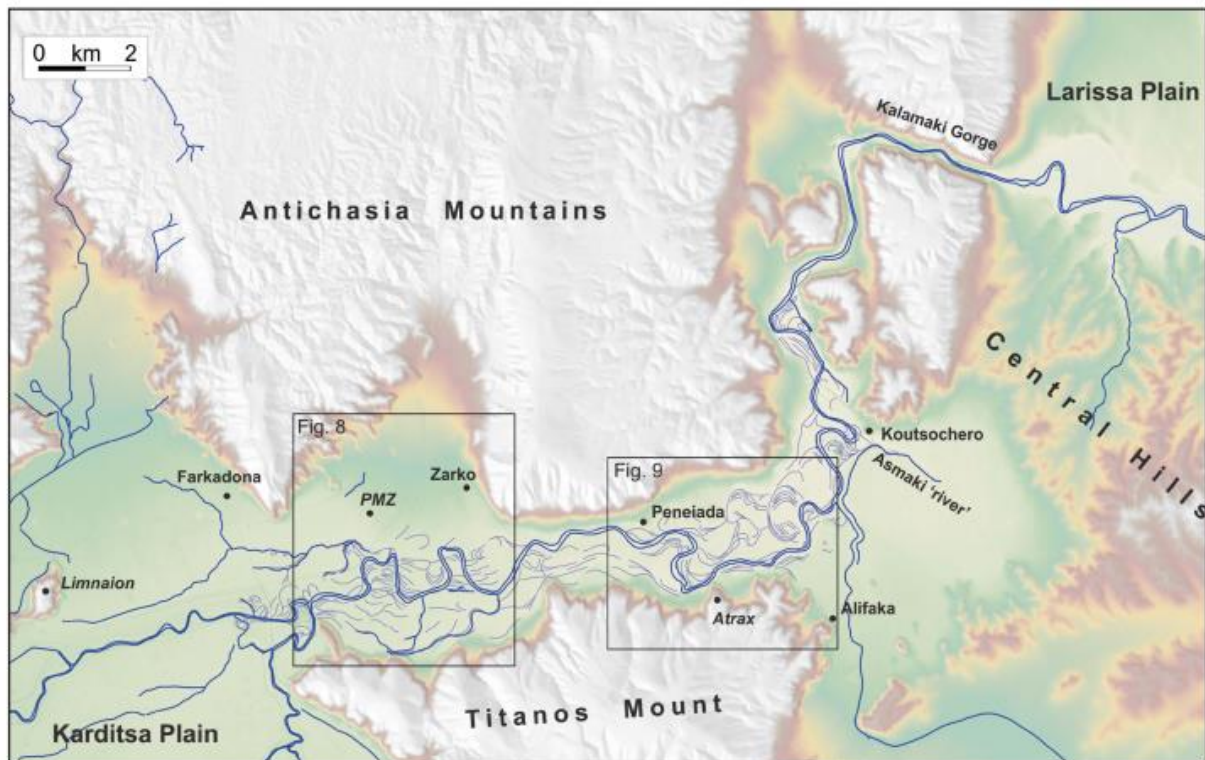 0 km 2
Larissa Plain
Kalamaki Gorge
Antichasia Mountains
Central Hills
Fig. 8
Koutsochero
Fig. 9
Asmaki 'river'
Farkadona
Zarko
PMZ
Peneiada
Limnaion
Atrax
Alifaka
Titanos Mount
Karditsa Plain